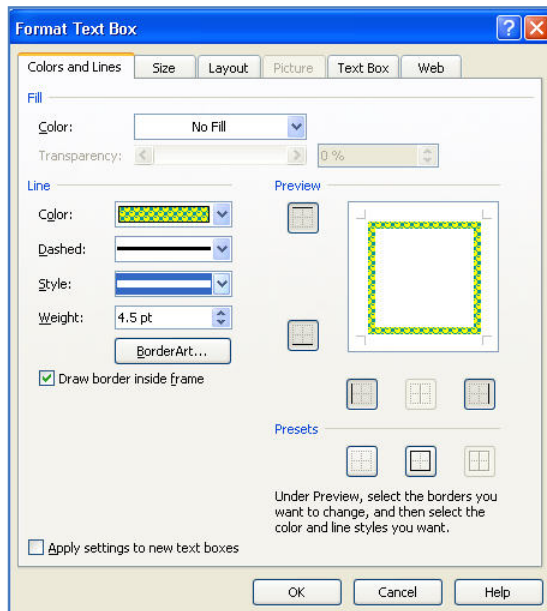 Format Text Box
Colors and Lines Size Layout Picture Text Box Web
Fill
Color: No Fill
Transparency: 0 %
Line
Color:
Dashed:
Style:
Weight: 4.5 pt
BorderArt...
Draw border inside frame
Preview
Presets
Under Preview, select the borders you
want to change, and then select the
color and line styles you want.
Apply settings to new text boxes
OK Cancel Help